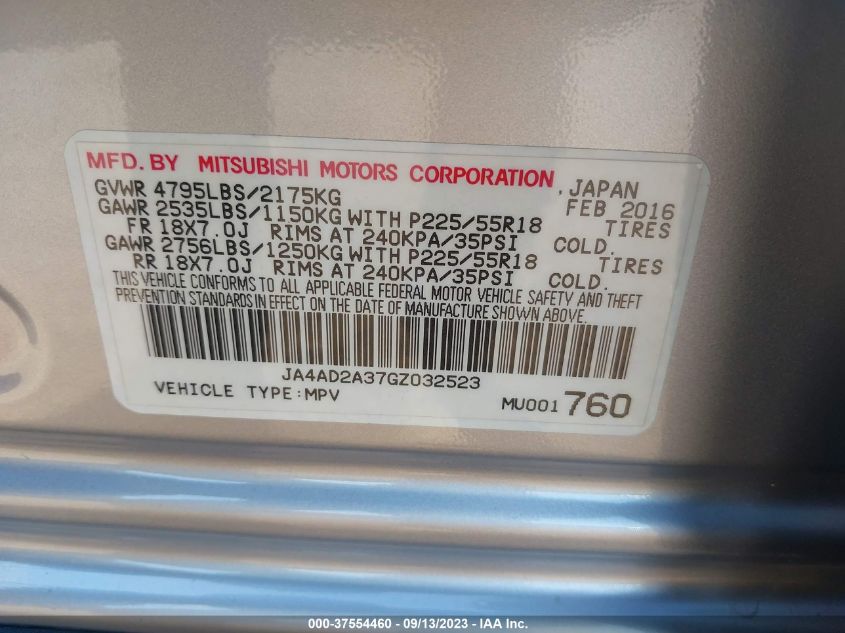 MFD. BY MITSUBISHI MOTORS CORPORATION , JAPAN
GVWR 4795LBS/2175KG FEB 2016
GAWR 2535LBS/1150KG WITH P225/55R18 TIRES
FR 18X7.0J RIMS AT 240KPA/35PSI COLD.
GAWR 2756LBS/1250KG WITH P225/55R18 TIRES
RR 18X7.0J RIMS AT 240KPA/35PSI COLD.
THIS VEHICLE CONFORMS TO ALL APPLICABLE FEDERAL MOTOR VEHICLE SAFETY AND THEFT
PREVENTION STANDARDS IN EFFECT ON THE DATE OF MANUFACTURE SHOWN ABOVE.
JA4AD2A37GZ032523
VEHICLE TYPE:MPV MU001760
000-37554460 - 09/13/2023 - IAA Inc.